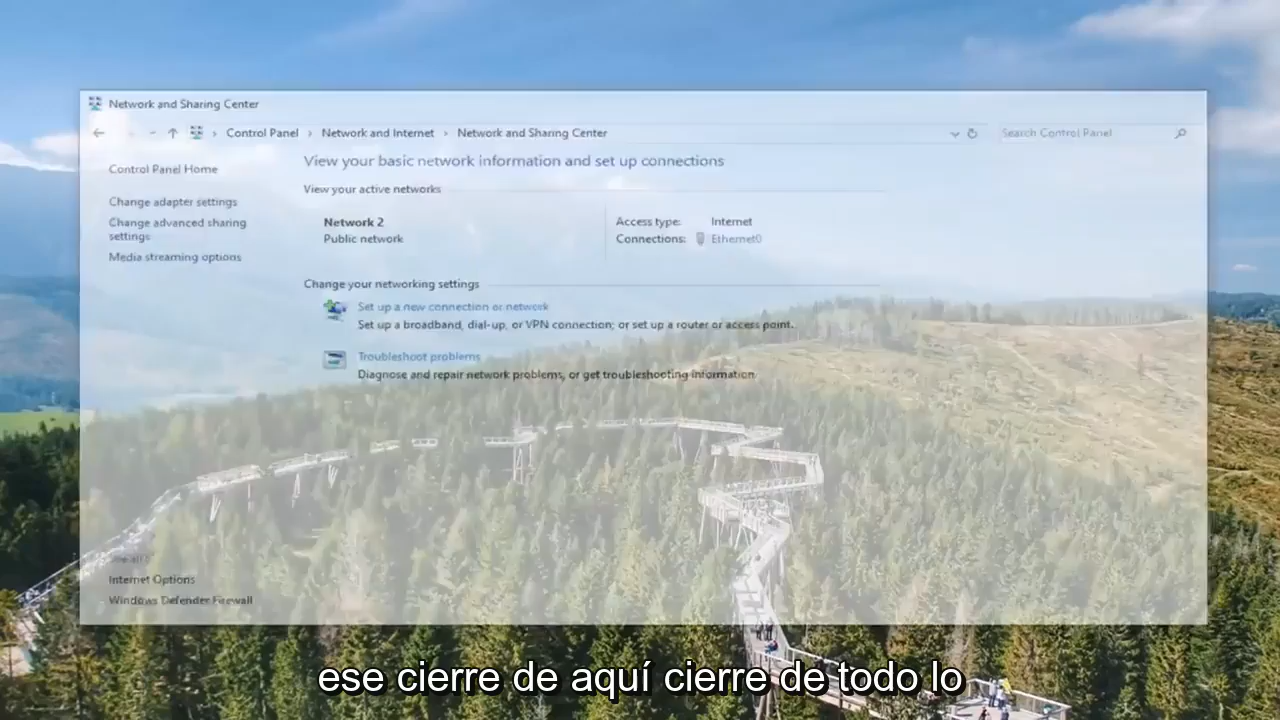 Network and Sharing Center
Control Panel
Network and Internet
Network and Sharing Center
Search Control Panel
Control Panel Home
Change adapter settings
Change advanced sharing
settings
Media streaming options
View your basic network information and set up connections
View your active networks
Network 2
Public network
Access type: Internet
Connections: Ethernet0
Change your networking settings
Set up a new connection or network
Set up a broadband, dial-up, or VPN connection; or set up a router or access point.
Troubleshoot problems
Diagnose and repair network problems, or get troubleshooting information.
See also
Internet Options
Windows Defender Firewall
ese cierre de aquí cierre de todo lo